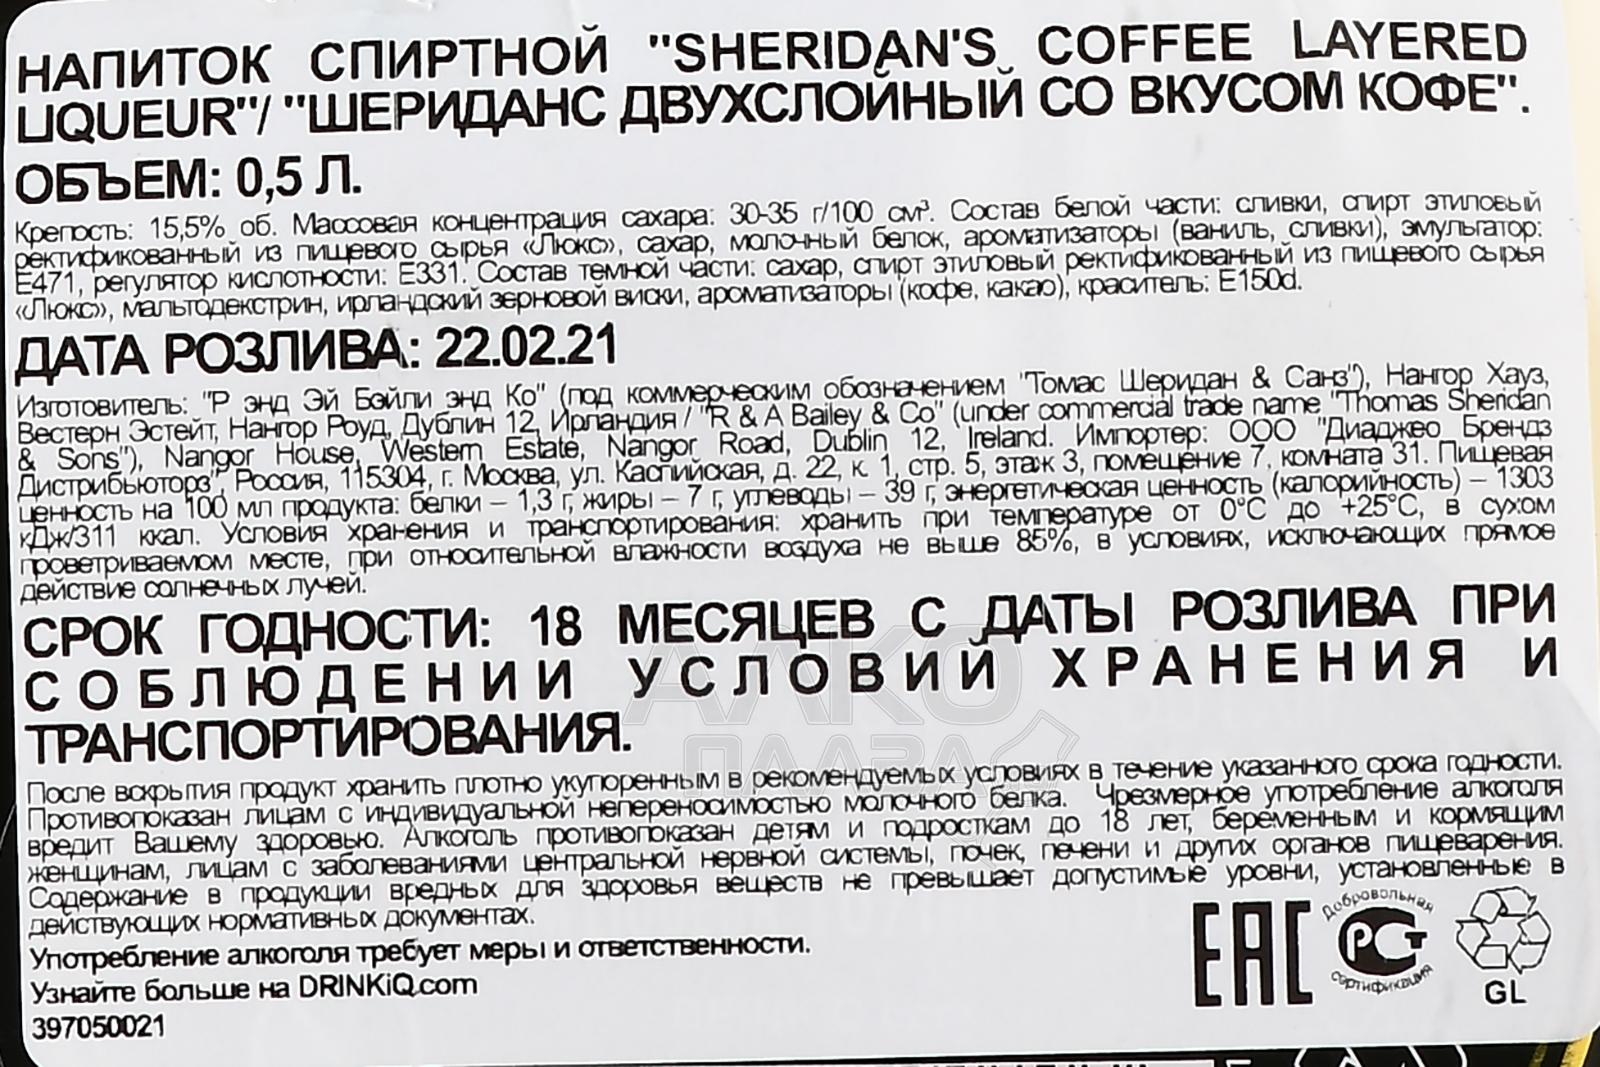 НАПИТОК СПИРТНОЙ "SHERIDAN'S COFFEE LAYERED
LIQUEUR"/ "ШЕРИДАНС ДВУХСЛОЙНЫЙ СО ВКУСОМ КОФЕ".
ОБЪЕМ: 0,5 Л.
Крепость: 15,5% об. Массовая концентрация сахара: 30-35 г/100 см³. Состав белой части: сливки, спирт этиловый
ректификованный из пищевого сырья «Люкс», сахар, молочный белок, ароматизаторы (ваниль, сливки), эмульгатор:
Е471, регулятор кислотности: Е331. Состав темной части: сахар, спирт этиловый ректификованный из пищевого сырья
«Люкс», мальтодекстрин, ирландский зерновой виски, ароматизаторы (кофе, какао), краситель: Е150d.
ДАТА РОЗЛИВА: 22.02.21
Изготовитель: "Р энд Эй Бэйли энд Ко" (под коммерческим обозначением "Томас Шеридан & Санз"), Нангор Хауз,
Вестерн Эстейт, Нангор Роуд, Дублин 12, Ирландия / "R & A Bailey & Co" (under commercial trade name "Thomas Sheridan
& Sons"), Nangor House, Western Estate, Nangor Road, Dublin 12, Ireland. Импортер: ООО "Диаджео Брендз
Дистрибьюторз", Россия, 115304, г. Москва, ул. Каспийская, д. 22, к. 1, стр. 5, этаж 3, помещение 7, комната 31. Пищевая
ценность на 100 мл продукта: белки – 1,3 г, жиры – 7 г, углеводы – 39 г, энергетическая ценность (калорийность) – 1303
кДж/311 ккал. Условия хранения и транспортирования: хранить при температуре от 0°С до +25°С, в сухом
проветриваемом месте, при относительной влажности воздуха не выше 85%, в условиях, исключающих прямое
действие солнечных лучей.
СРОК ГОДНОСТИ: 18 МЕСЯЦЕВ С ДАТЫ РОЗЛИВА ПРИ
СОБЛЮДЕНИИ УСЛОВИЙ ХРАНЕНИЯ И
ТРАНСПОРТИРОВАНИЯ.
АЛКО
ПЛАЗА
После вскрытия продукт хранить плотно укупоренным в рекомендуемых условиях в течение указанного срока годности.
Противопоказан лицам с индивидуальной непереносимостью молочного белка. Чрезмерное употребление алкоголя
вредит Вашему здоровью. Алкоголь противопоказан детям и подросткам до 18 лет, беременным и кормящим
женщинам, лицам с заболеваниями центральной нервной системы, почек, печени и других органов пищеварения.
Содержание в продукции вредных для здоровья веществ не превышает допустимые уровни, установленные в
действующих нормативных документах.
Употребление алкоголя требует меры и ответственности.
Узнайте больше на DRINKiQ.com
397050021
EAC
Добровольная
РСТ
сертификация
GL